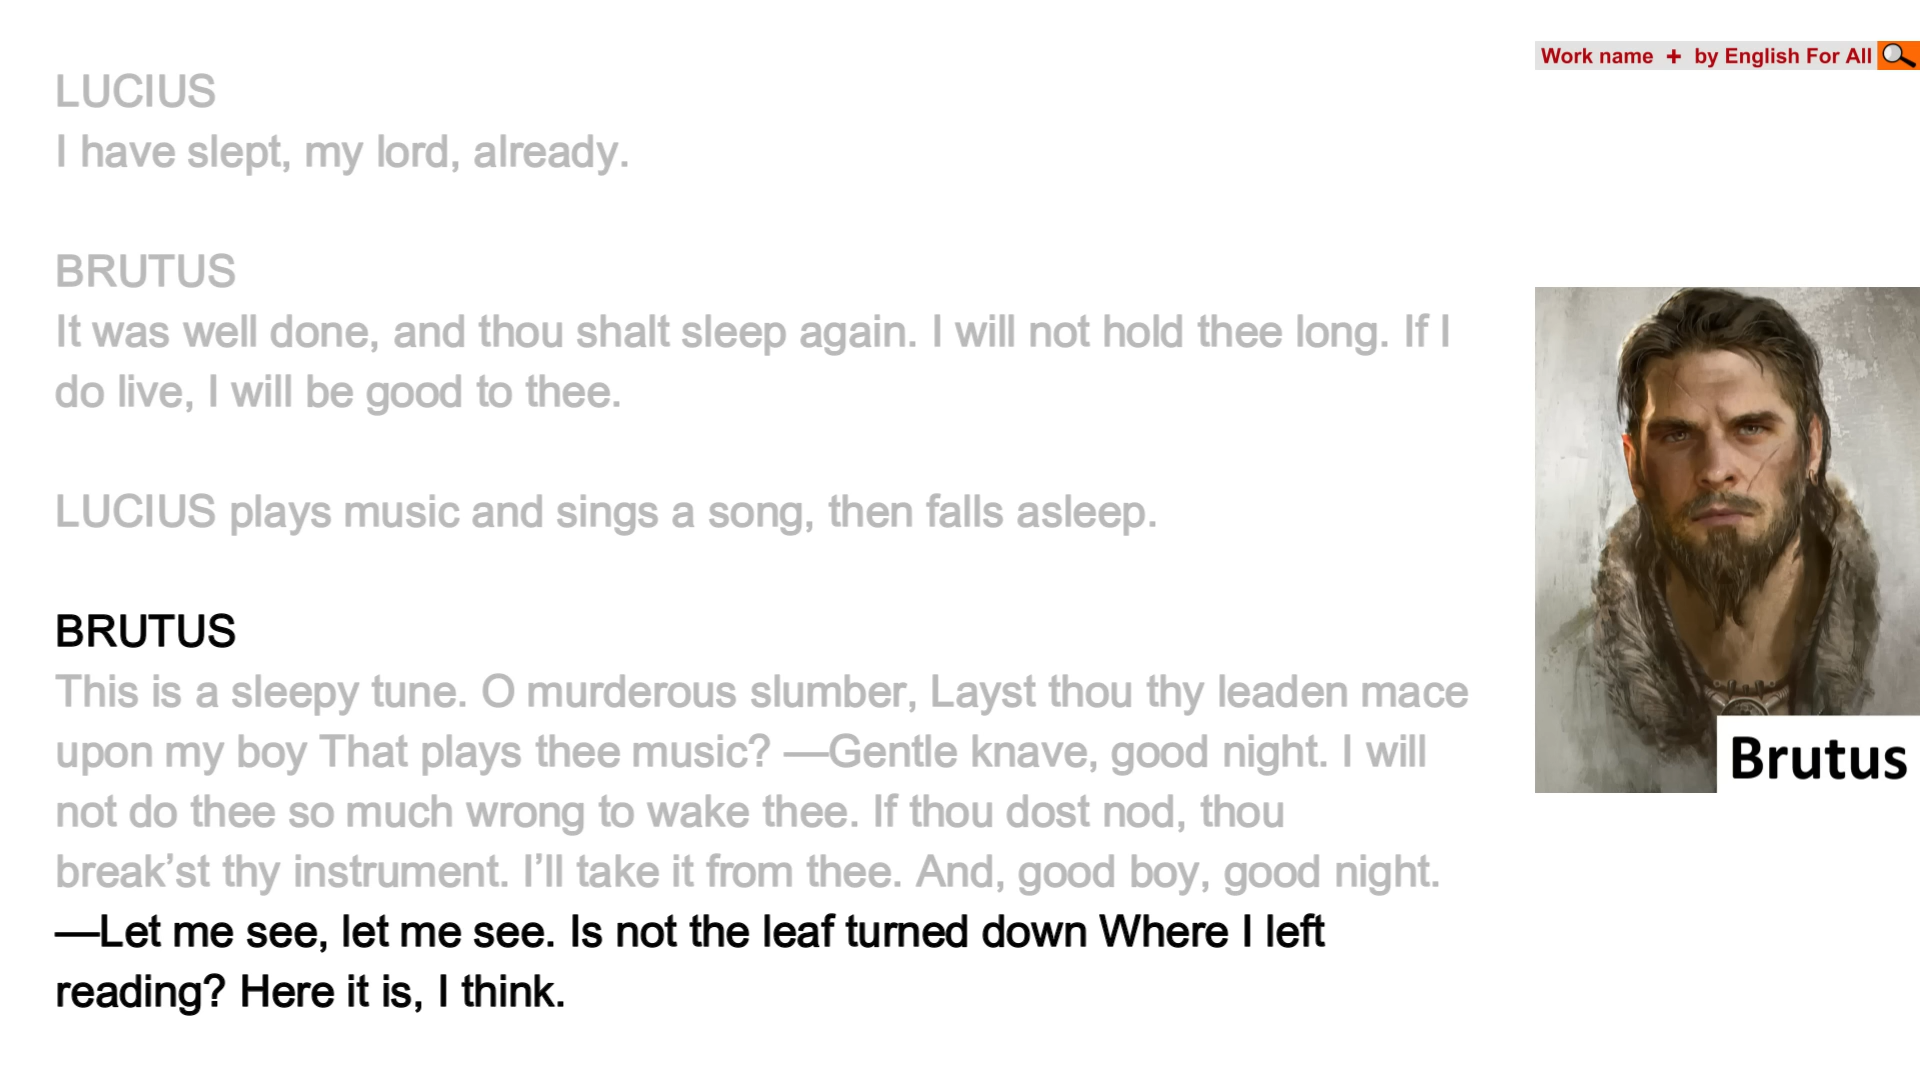 Work name + by English For All
LUCIUS
I have slept, my lord, already.
BRUTUS
It was well done, and thou shalt sleep again. I will not hold thee long. If I
do live, I will be good to thee.
LUCIUS plays music and sings a song, then falls asleep.
BRUTUS
This is a sleepy tune. O murderous slumber, Layst thou thy leaden mace
upon my boy That plays thee music? —Gentle knave, good night. I will
not do thee so much wrong to wake thee. If thou dost nod, thou
break’st thy instrument. I’ll take it from thee. And, good boy, good night.
—Let me see, let me see. Is not the leaf turned down Where I left
reading? Here it is, I think.
Brutus